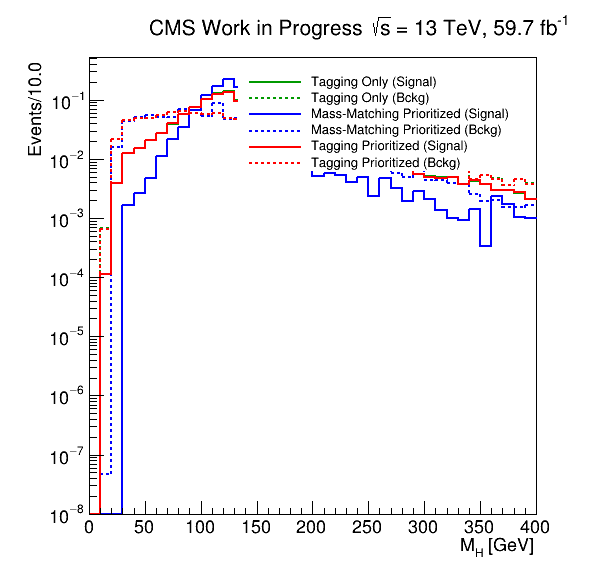 CMS Work in Progress √s = 13 TeV, 59.7 fb⁻¹
Events/10.0
Tagging Only (Signal)
Tagging Only (Bckg)
Mass-Matching Prioritized (Signal)
Mass-Matching Prioritized (Bckg)
Tagging Prioritized (Signal)
Tagging Prioritized (Bckg)
10⁻¹
10⁻²
10⁻³
10⁻⁴
10⁻⁵
10⁻⁶
10⁻⁷
10⁻⁸
0 50 100 150 200 250 300 350 400
M_H [GeV]